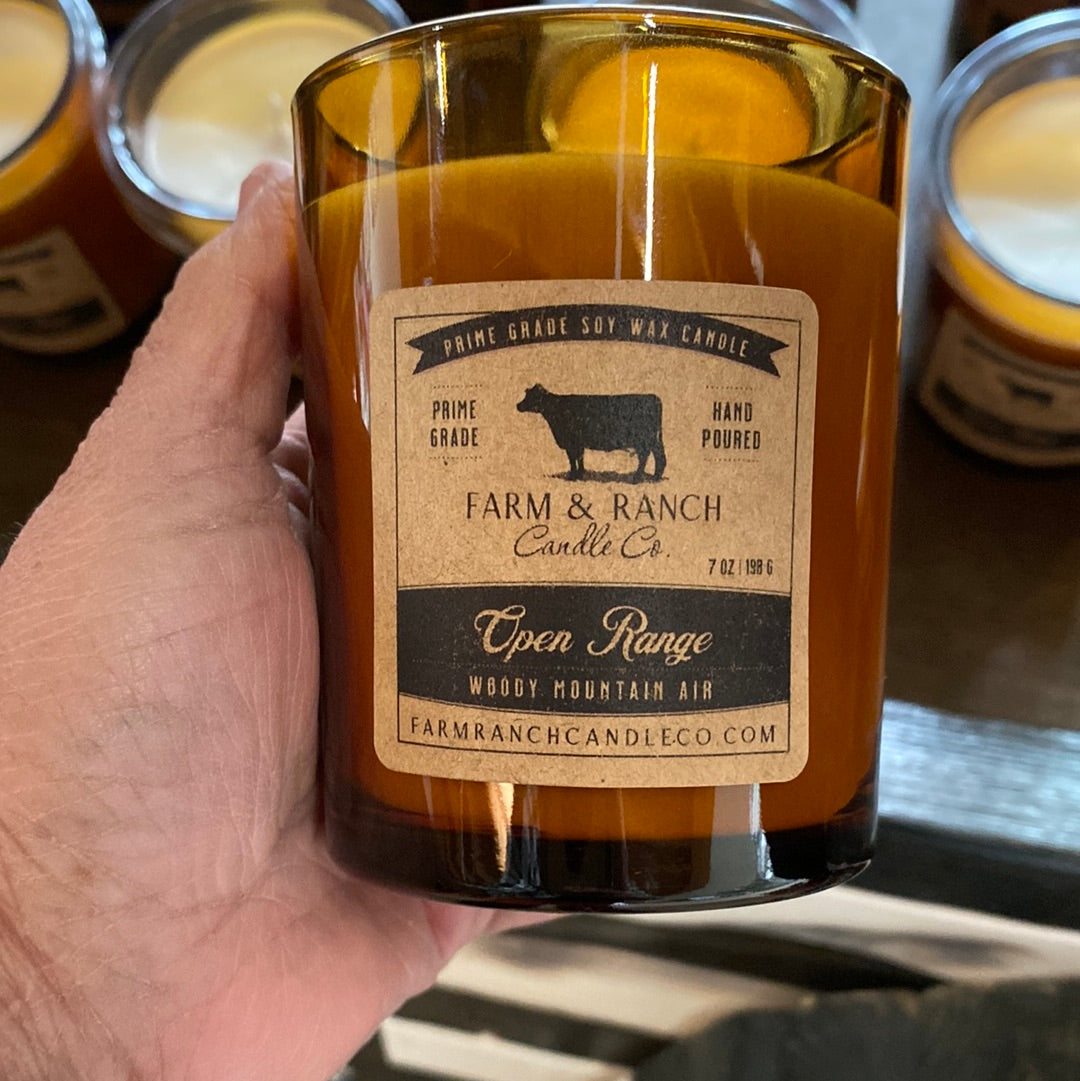 PRIME GRADE SOY WAX CANDLE
PRIME
GRADE
HAND
POURED
FARM & RANCH
Candle Co.
7 OZ | 198 G
Open Range
WOODY MOUNTAIN AIR
FARMRANCHCANDLECO.COM